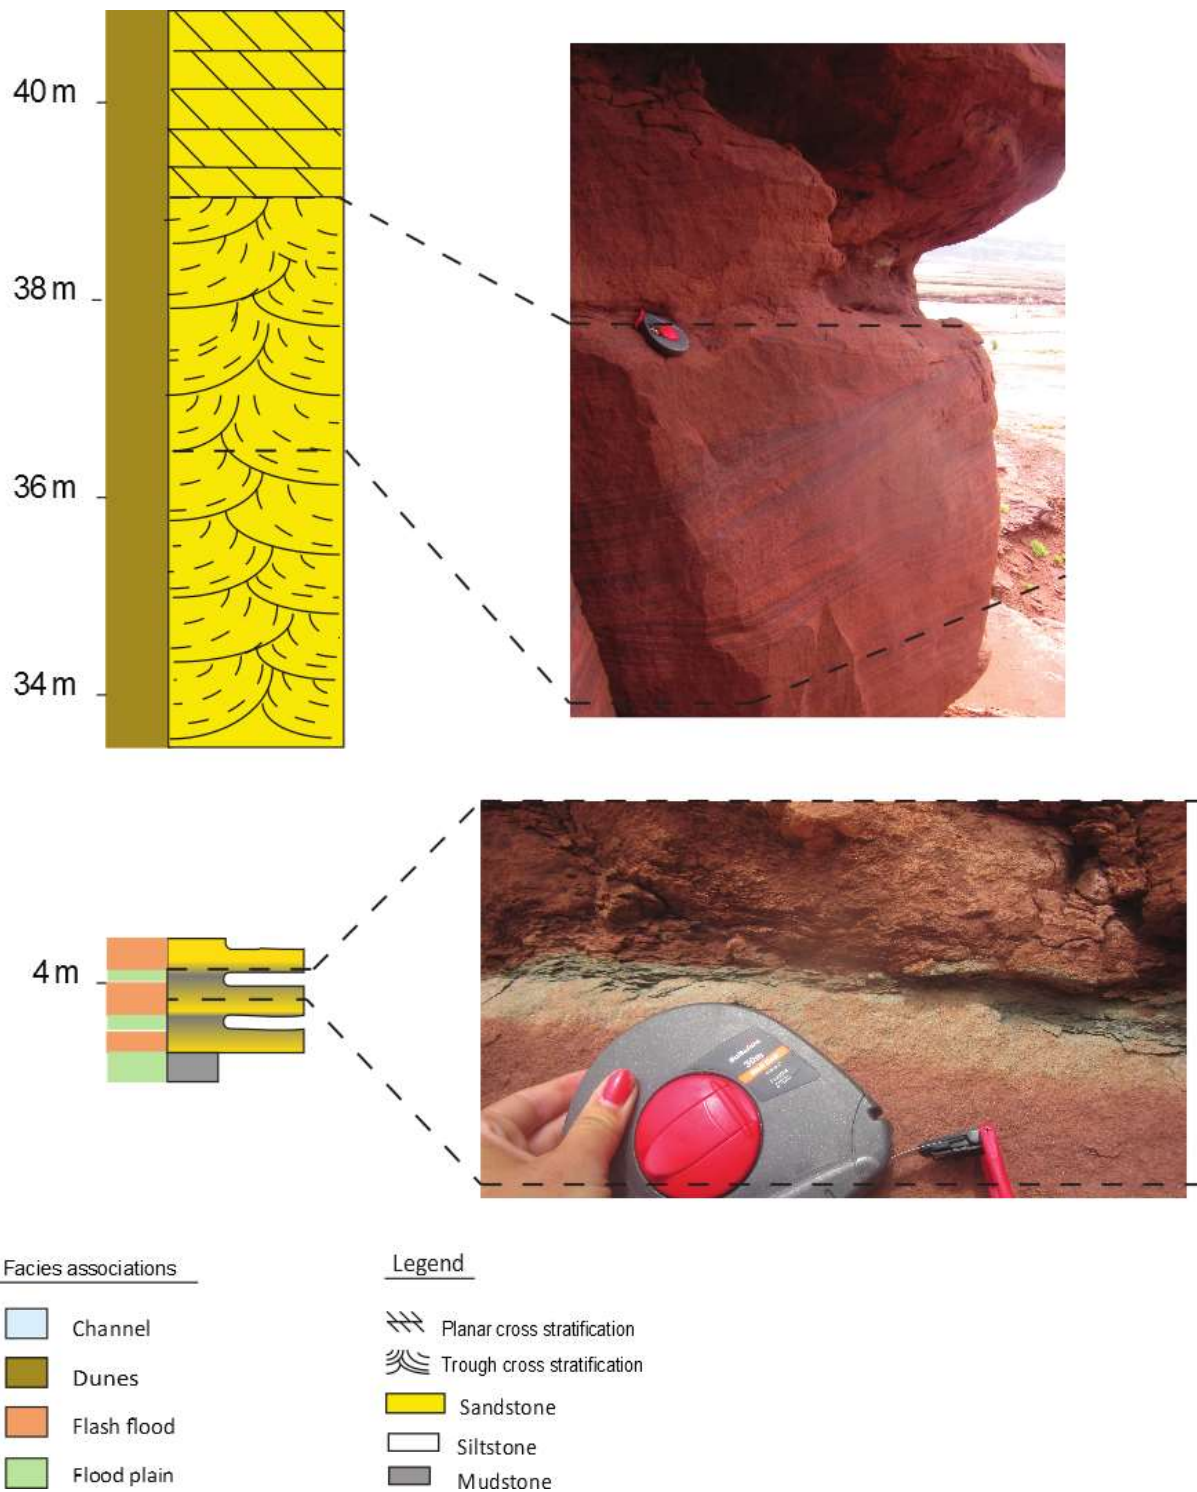 40 m
38 m
36 m
34 m
4 m
30m
Facies associations
Channel
Dunes
Flash flood
Flood plain
Legend
Planar cross stratification
Trough cross stratification
Sandstone
Siltstone
Mudstone